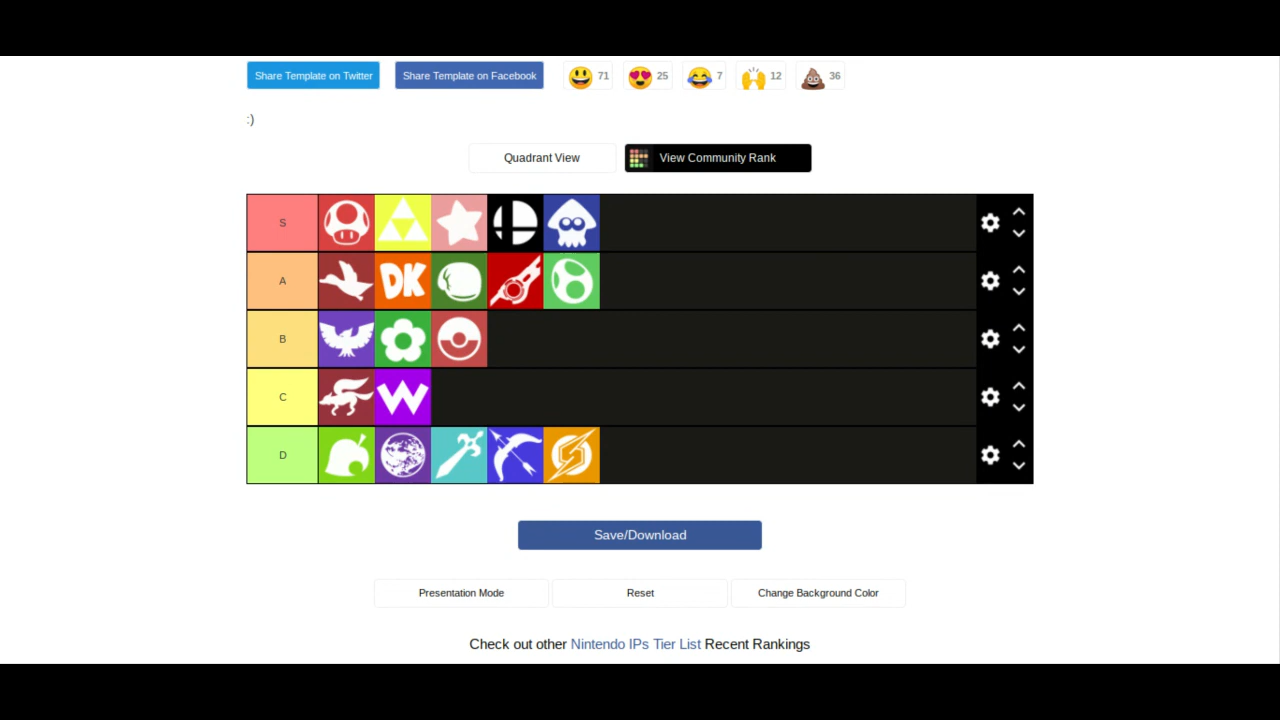 Share Template on Twitter
Share Template on Facebook
71
25
7
12
36
:)
Quadrant View
View Community Rank
S
A
DK
B
C
W
D
Save/Download
Presentation Mode
Reset
Change Background Color
Check out other Nintendo IPs Tier List Recent Rankings